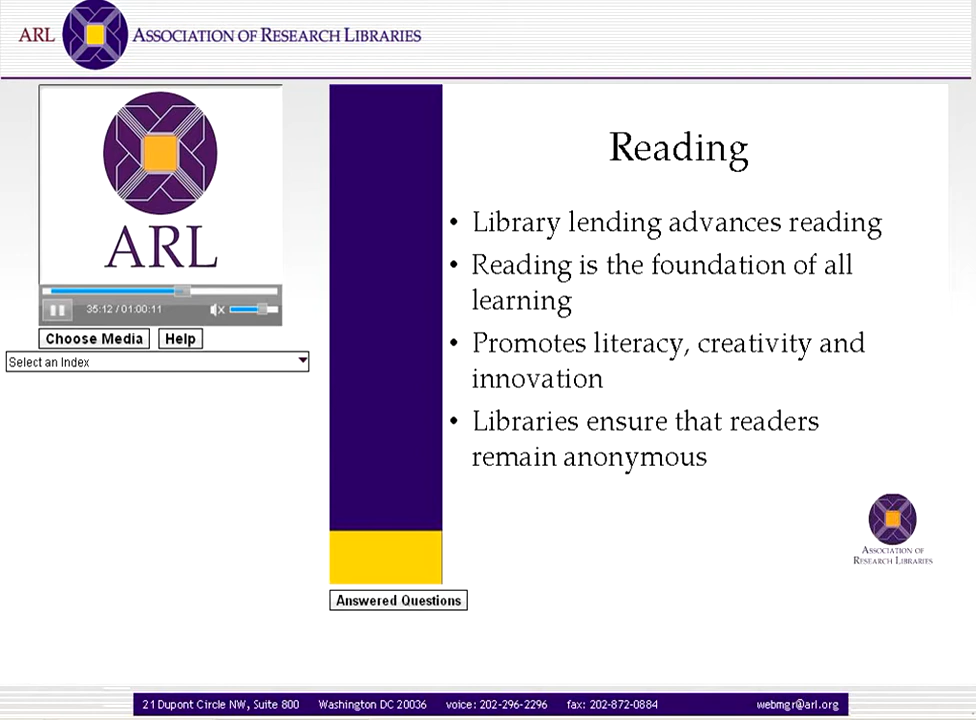 ARL ASSOCIATION OF RESEARCH LIBRARIES
ARL
35:12 / 01:00:11
Choose Media Help
Select an Index
Reading
• Library lending advances reading
• Reading is the foundation of all
learning
• Promotes literacy, creativity and
innovation
• Libraries ensure that readers
remain anonymous
ASSOCIATION OF
RESEARCH LIBRARIES
Answered Questions
21 Dupont Circle NW, Suite 800 Washington DC 20036 voice: 202-296-2296 fax: 202-872-0884 webmgr@arl.org